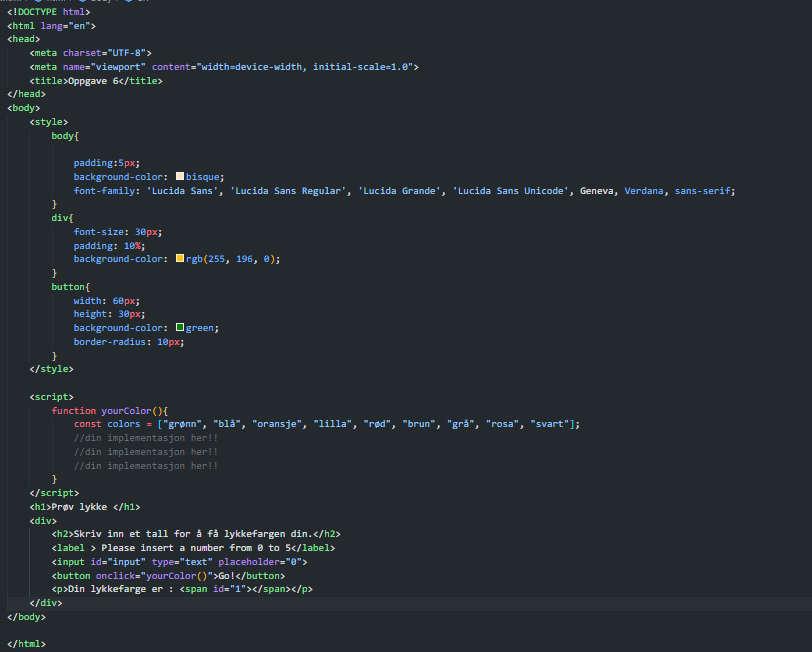 <!DOCTYPE html>
<html lang="en">
<head>
    <meta charset="UTF-8">
    <meta name="viewport" content="width=device-width, initial-scale=1.0">
    <title>Oppgave 6</title>
</head>
<body>
    <style>
        body{

            padding:5px;
            background-color: bisque;
            font-family: 'Lucida Sans', 'Lucida Sans Regular', 'Lucida Grande', 'Lucida Sans Unicode', Geneva, Verdana, sans-serif;
        }
        div{
            font-size: 30px;
            padding: 10%;
            background-color: rgb(255, 196, 0);
        }
        button{
            width: 60px;
            height: 30px;
            background-color: green;
            border-radius: 10px;
        }
    </style>

    <script>
        function yourColor(){
            const colors = ["grønn", "blå", "oransje", "lilla", "rød", "brun", "grå", "rosa", "svart"];
            //din implementasjon her!!
            //din implementasjon her!!
            //din implementasjon her!!
        }
    </script>
    <h1>Prøv lykke </h1>
    <div>
        <h2>Skriv inn et tall for å få lykkefargen din.</h2>
        <label > Please insert a number from 0 to 5</label>
        <input id="input" type="text" placeholder="0">
        <button onclick="yourColor()">Go!</button>
        <p>Din lykkefarge er : <span id="1"></span></p>
    </div>
</body>

</html>